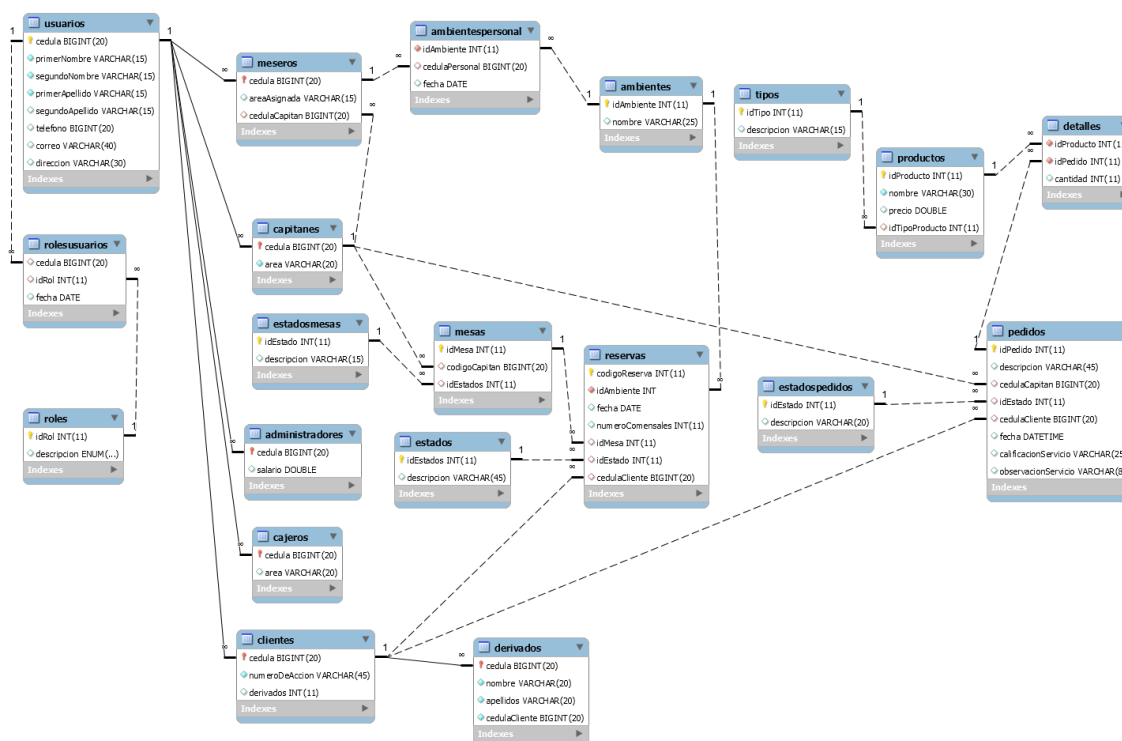 usuarios
cedula BIGINT(20)
primerNombre VARCHAR(15)
segundoNombre VARCHAR(15)
primerApellido VARCHAR(15)
segundoApellido VARCHAR(15)
telefono BIGINT(20)
correo VARCHAR(40)
direccion VARCHAR(30)
Indexes
rolesusuarios
cedula BIGINT(20)
idRol INT(11)
fecha DATE
Indexes
roles
idRol INT(11)
descripcion ENUM(...)
Indexes
meseros
cedula BIGINT(20)
areaAsignada VARCHAR(15)
cedulaCapitan BIGINT(20)
Indexes
capitanes
cedula BIGINT(20)
área VARCHAR(20)
Indexes
estadosmesas
idEstado INT(11)
descripcion VARCHAR(15)
Indexes
administradores
cedula BIGINT(20)
salario DOUBLE
Indexes
cajeros
cedula BIGINT(20)
área VARCHAR(20)
Indexes
clientes
cedula BIGINT(20)
numeroDeAccion VARCHAR(45)
derivados INT(11)
Indexes
ambientespersonal
idAmbiente INT(11)
cedulaPersonal BIGINT(20)
fecha DATE
Indexes
mesas
idMesa INT(11)
codigoCapitan BIGINT(20)
idEstados INT(11)
Indexes
estados
idEstados INT(11)
descripcion VARCHAR(45)
Indexes
derivados
cedula BIGINT(20)
nombre VARCHAR(20)
apellidos VARCHAR(20)
cedulaCliente BIGINT(20)
Indexes
ambientes
idAmbiente INT(11)
nombre VARCHAR(25)
Indexes
reservas
codigoReserva INT(11)
idAmbiente INT
fecha DATE
numeroComensales INT(11)
idMesa INT(11)
idEstado INT(11)
cedulaCliente BIGINT(20)
Indexes
tipos
idTipo INT(11)
descripcion VARCHAR(15)
Indexes
productos
idProducto INT(11)
nombre VARCHAR(30)
precio DOUBLE
idTipoProducto INT(11)
Indexes
estadospedidos
idEstado INT(11)
descripcion VARCHAR(20)
Indexes
detalles
idProducto INT(1
idPedido INT(11)
cantidad INT(11)
Indexes
pedidos
idPedido INT(11)
descripcion VARCHAR(45)
cedulaCapitan BIGINT(20)
idEstado INT(11)
cedulaCliente BIGINT(20)
fecha DATETIME
calificacionServicio VARCHAR(25
observacionServicio VARCHAR(8
Indexes